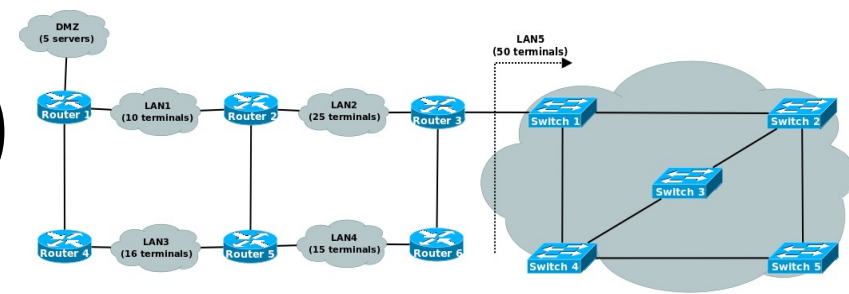 DMZ
(5 servers)
LAN5
(50 terminals)
Router 1
LAN1
(10 terminals)
Router 2
LAN2
(25 terminals)
Router 3
Switch 1
Switch 2
Switch 3
Router 4
LAN3
(16 terminals)
Router 5
LAN4
(15 terminals)
Router 6
Switch 4
Switch 5